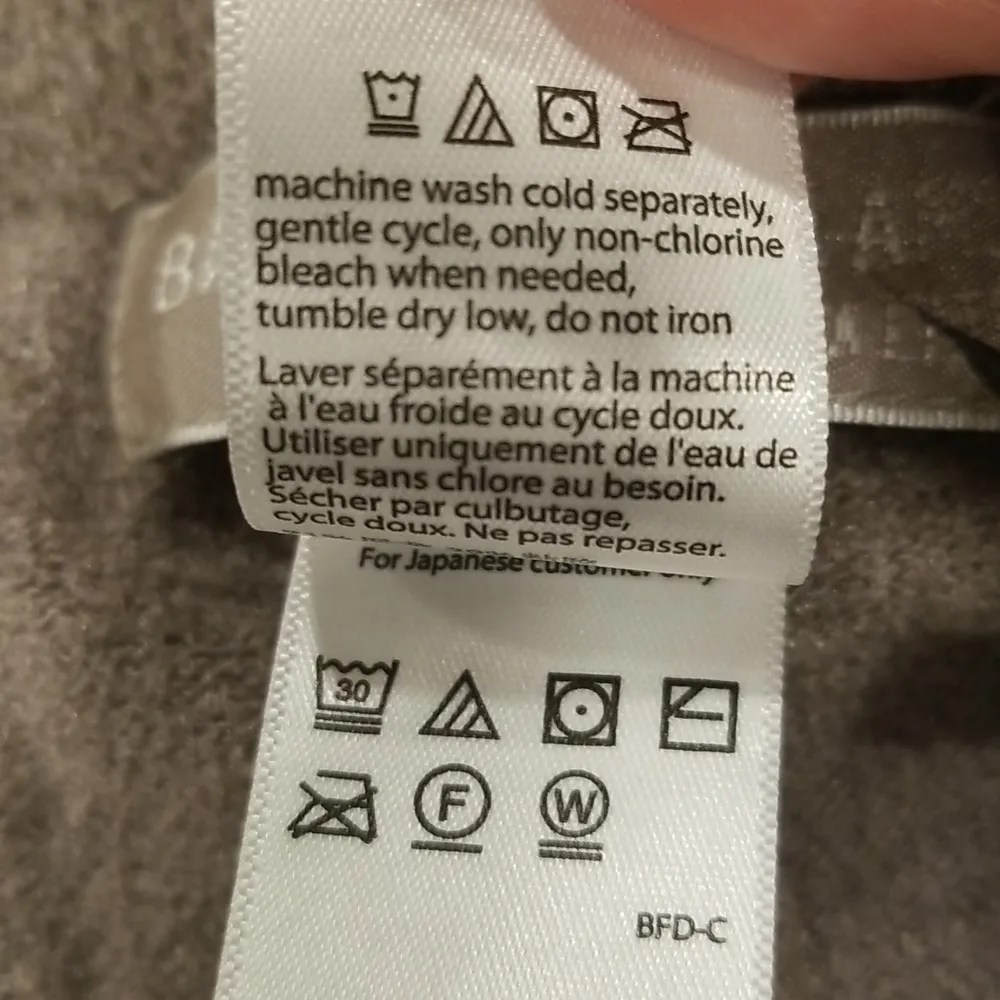 machine wash cold separately,
gentle cycle, only non-chlorine
bleach when needed,
tumble dry low, do not iron
Laver séparément à la machine
à l'eau froide au cycle doux.
Utiliser uniquement de l'eau de
javel sans chlore au besoin.
Sécher par culbutage,
cycle doux. Ne pas repasser.
For Japanese customer only
30
F
W
BFD-C